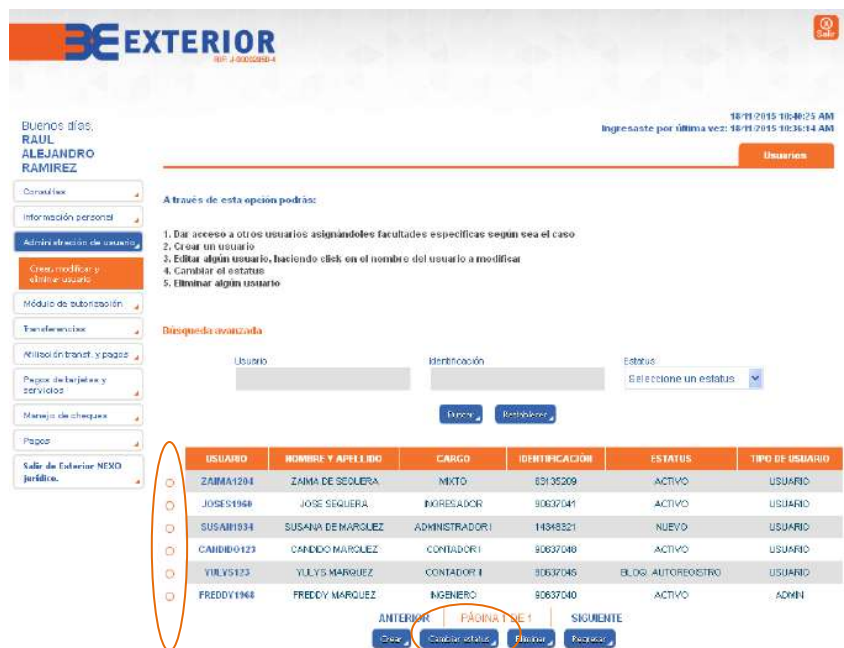 EXTERIOR
RIF: J-00002950-4
Salir
Buenos días,
RAUL
ALEJANDRO
RAMIREZ
18/11/2015 10:40:25 AM
Ingresaste por última vez: 18/11/2015 10:36:14 AM
Usuarios
Consultas
Información personal
Administración de usuario
Crear, modificar y
eliminar usuario
Módulo de autorización
Transferencias
Afiliación transf. y pagos
Pagos de tarjetas y
servicios
Manejo de cheques
Pagos
Salir de Exterior NEXO
Jurídico.
A través de esta opción podrás:
1. Dar acceso a otros usuarios asignándoles facultades específicas según sea el caso
2. Crear un usuario
3. Editar algún usuario, haciendo click en el nombre del usuario a modificar
4. Cambiar el estatus
5. Eliminar algún usuario
Búsqueda avanzada
Usuario Identificación Estatus
Seleccione un estatus
Buscar Restablecer
USUARIO NOMBRE Y APELLIDO CARGO IDENTIFICACIÓN ESTATUS TIPO DE USUARIO
ZAIMA1204 ZAIMA DE SEQUERA MIXTO 83135209 ACTIVO USUARIO
JOSES1960 JOSE SEQUERA INGRESADOR 90637041 ACTIVO USUARIO
SUSAN1934 SUSANA DE MARQUEZ ADMINISTRADOR I 14348321 NUEVO USUARIO
CANDIDO123 CANDIDO MARQUEZ CONTADOR I 90637048 ACTIVO USUARIO
YULYS123 YULYS MARQUEZ CONTADOR II 90637045 BLOQ. AUTOREGISTRO USUARIO
FREDDY1968 FREDDY MARQUEZ INGENIERO 90637040 ACTIVO ADMIN
ANTERIOR PÁGINA 1 DE 1 SIGUIENTE
Crear Cambiar estatus Eliminar Regresar